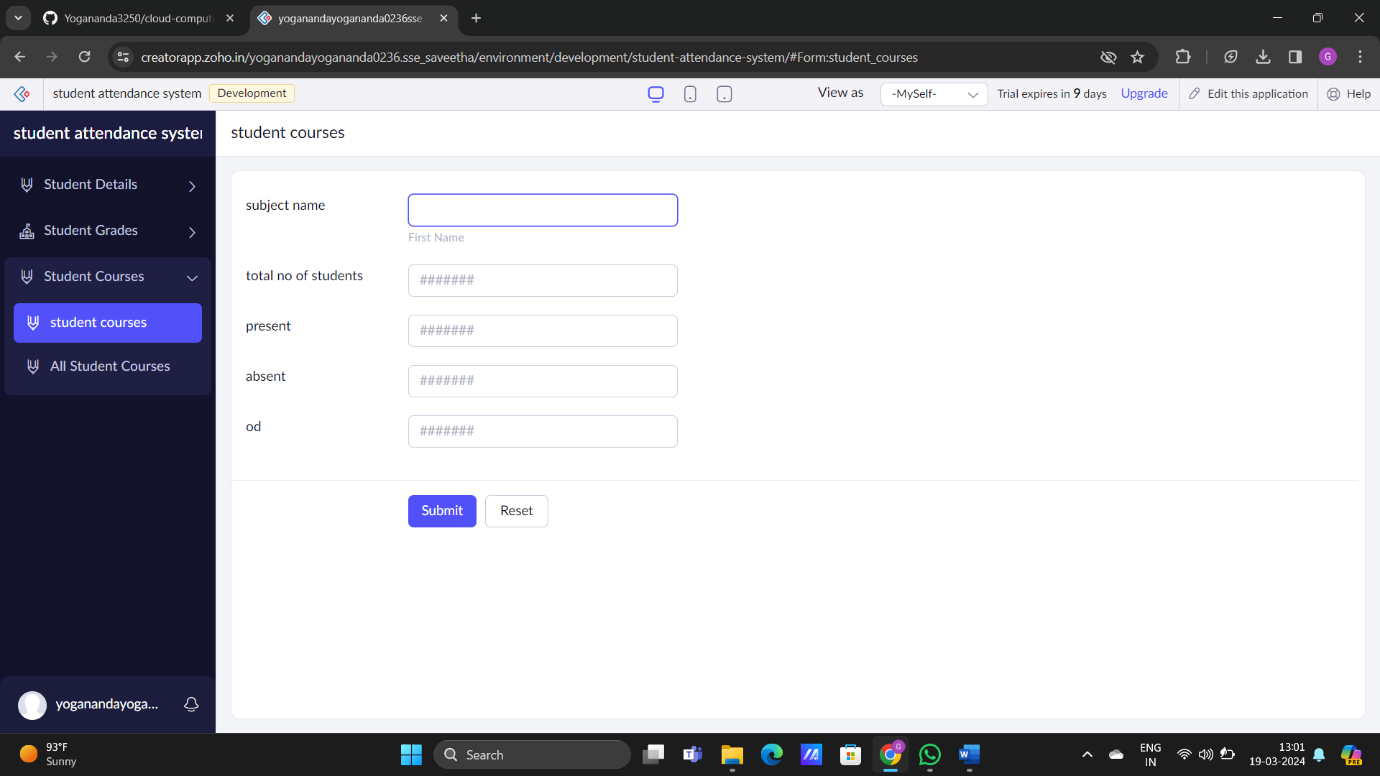 Yogananda3250/cloud-comput
yoganandayogananda0236sse
creatorapp.zoho.in/yoganandayogananda0236.sse_saveetha/environment/development/student-attendance-system/#Form:student_courses
G
student attendance system
Development
View as
-MySelf-
Trial expires in 9 days
Upgrade
Edit this application
Help
student attendance syster
student courses
Student Details
Student Grades
Student Courses
student courses
All Student Courses
subject name
First Name
total no of students
#######
present
#######
absent
#######
od
#######
Submit
Reset
yoganandayoga...
93°F
Sunny
Search
G
ENG
IN
13:01
19-03-2024
PRE